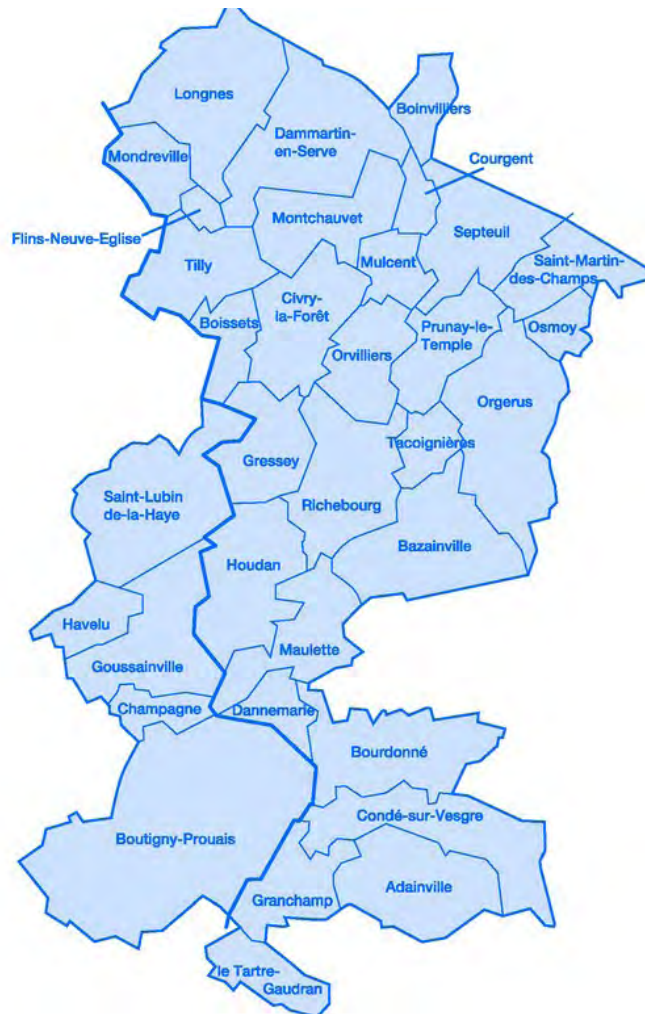 Longnes
Boinvilliers
Dammartin-
en-Serve
Mondreville
Courgent
Montchauvet
Flins-Neuve-Eglise
Septeuil
Mulcent
Tilly
Saint-Martin-
des-Champs
Civry-
la-Forêt
Boissets
Prunay-le-
Temple
Osmoy
Orvilliers
Orgerus
Tacoignières
Gressey
Saint-Lubin
de-la-Haye
Richebourg
Bazainville
Houdan
Havelu
Maulette
Goussainville
Champagne
Dannemarie
Bourdonné
Condé-sur-Vesgre
Boutigny-Prouais
Adainville
Granchamp
le Tartre-
Gaudran